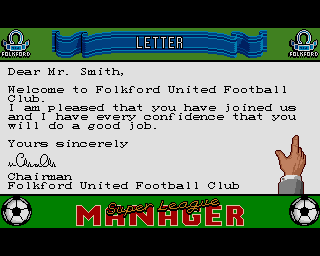 LETTER
FOLKFORD
FOLKFORD
Dear Mr. Smith,
Welcome to Folkford United Football
Club.
I am pleased that you have joined us
and I have every confidence that you
will do a good job.
Yours sincerely
Chairman
Folkford United Football Club
Super League
MANAGER